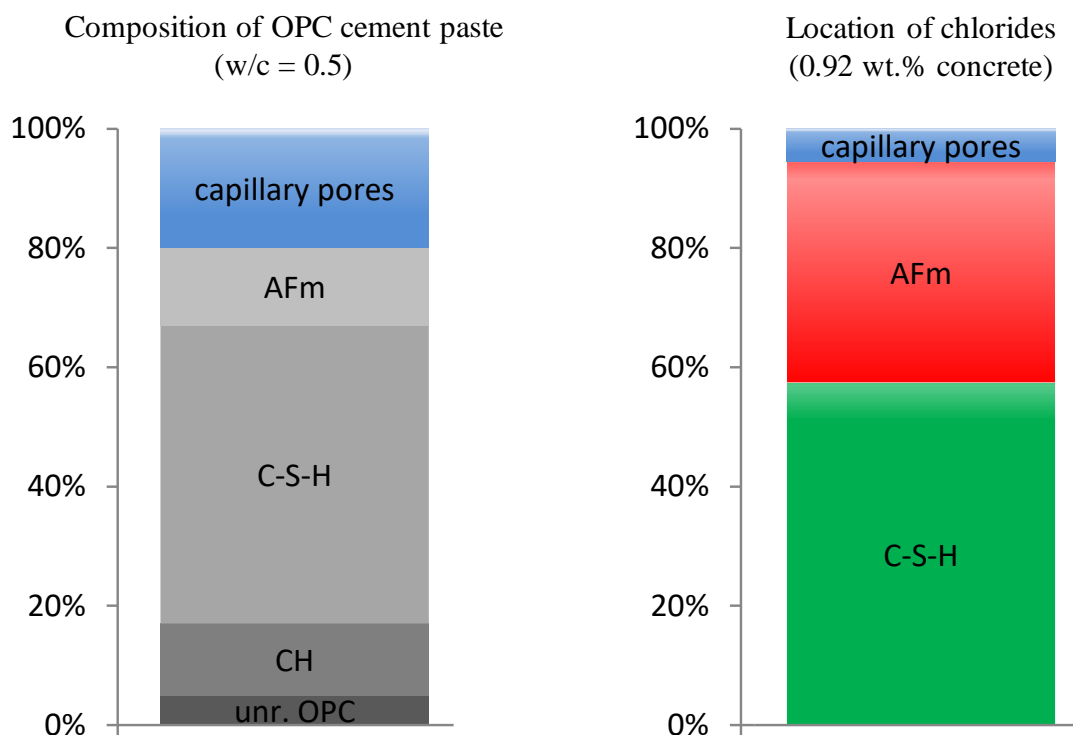 Composition of OPC cement paste
(w/c = 0.5)
100%
80%
60%
40%
20%
0%
capillary pores
AFm
C-S-H
CH
unr. OPC
Location of chlorides
(0.92 wt.% concrete)
100%
80%
60%
40%
20%
0%
capillary pores
AFm
C-S-H